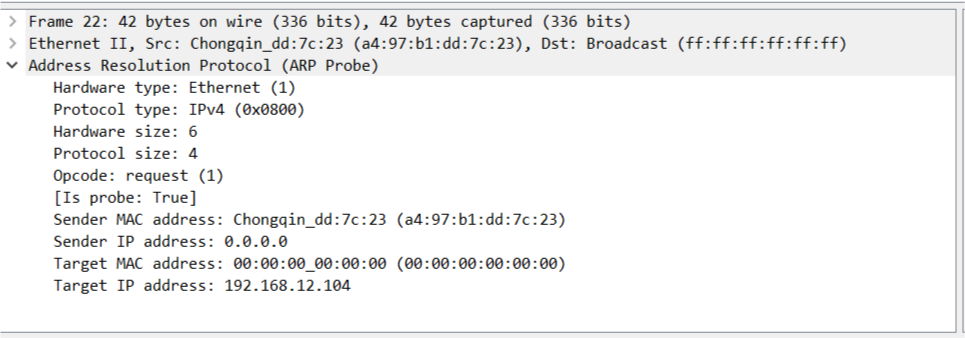 Frame 22: 42 bytes on wire (336 bits), 42 bytes captured (336 bits)
Ethernet II, Src: Chongqin_dd:7c:23 (a4:97:b1:dd:7c:23), Dst: Broadcast (ff:ff:ff:ff:ff:ff)
Address Resolution Protocol (ARP Probe)
Hardware type: Ethernet (1)
Protocol type: IPv4 (0x0800)
Hardware size: 6
Protocol size: 4
Opcode: request (1)
[Is probe: True]
Sender MAC address: Chongqin_dd:7c:23 (a4:97:b1:dd:7c:23)
Sender IP address: 0.0.0.0
Target MAC address: 00:00:00_00:00:00 (00:00:00:00:00:00)
Target IP address: 192.168.12.104